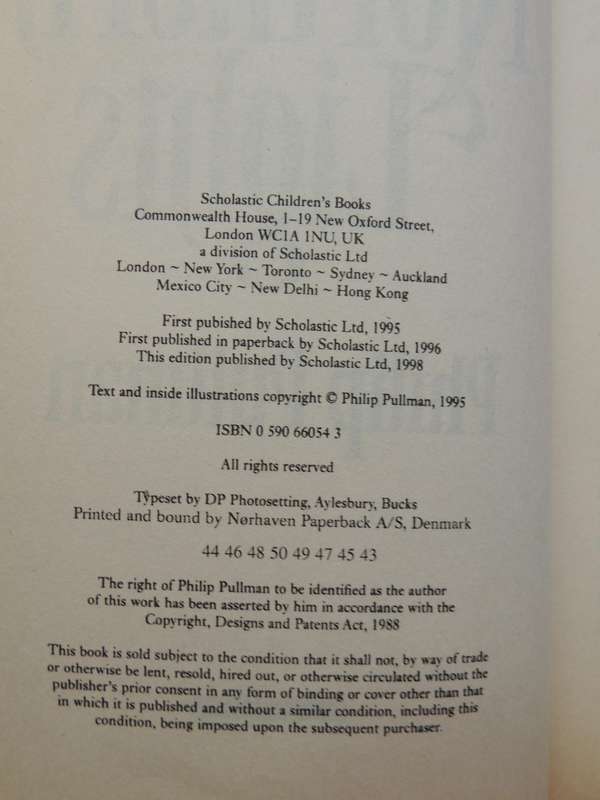 Scholastic Children's Books
Commonwealth House, 1–19 New Oxford Street,
London WC1A 1NU, UK
a division of Scholastic Ltd
London ~ New York ~ Toronto ~ Sydney ~ Auckland
Mexico City ~ New Delhi ~ Hong Kong
First pubished by Scholastic Ltd, 1995
First published in paperback by Scholastic Ltd, 1996
This edition published by Scholastic Ltd, 1998
Text and inside illustrations copyright © Philip Pullman, 1995
ISBN 0 590 66054 3
All rights reserved
Typeset by DP Photosetting, Aylesbury, Bucks
Printed and bound by Nørhaven Paperback A/S, Denmark
44 46 48 50 49 47 45 43
The right of Philip Pullman to be identified as the author
of this work has been asserted by him in accordance with the
Copyright, Designs and Patents Act, 1988
This book is sold subject to the condition that it shall not, by way of trade
or otherwise be lent, resold, hired out, or otherwise circulated without the
publisher's prior consent in any form of binding or cover other than that
in which it is published and without a similar condition, including this
condition, being imposed upon the subsequent purchaser.